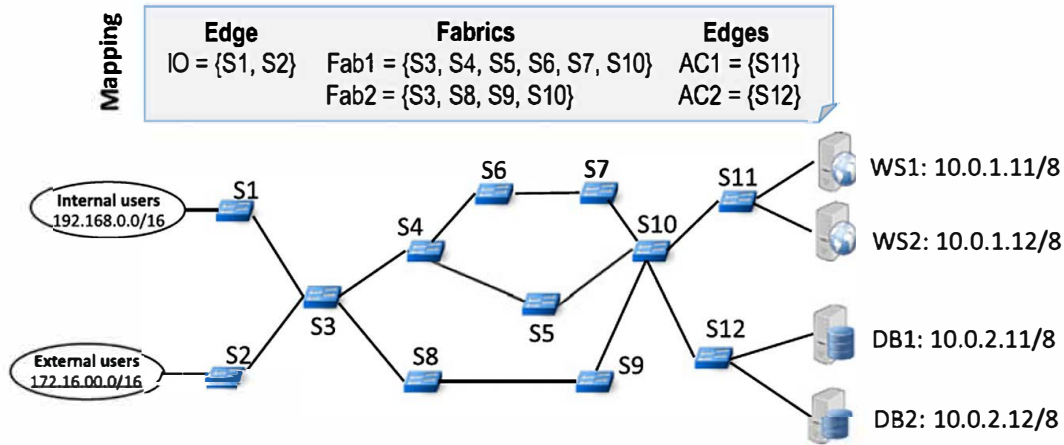 Mapping
Edge Fabrics Edges
IO = {S1, S2} Fab1 = {S3, S4, S5, S6, S7, S10} AC1 = {S11}
Fab2 = {S3, S8, S9, S10} AC2 = {S12}
S6 S7 S11 WS1: 10.0.1.11/8
Internal users
192.168.0.0/16
S1
S4
S10
WS2: 10.0.1.12/8
S3
S5
S12
DB1: 10.0.2.11/8
External users
172.16.00.0/16
S2
S8
S9
DB2: 10.0.2.12/8